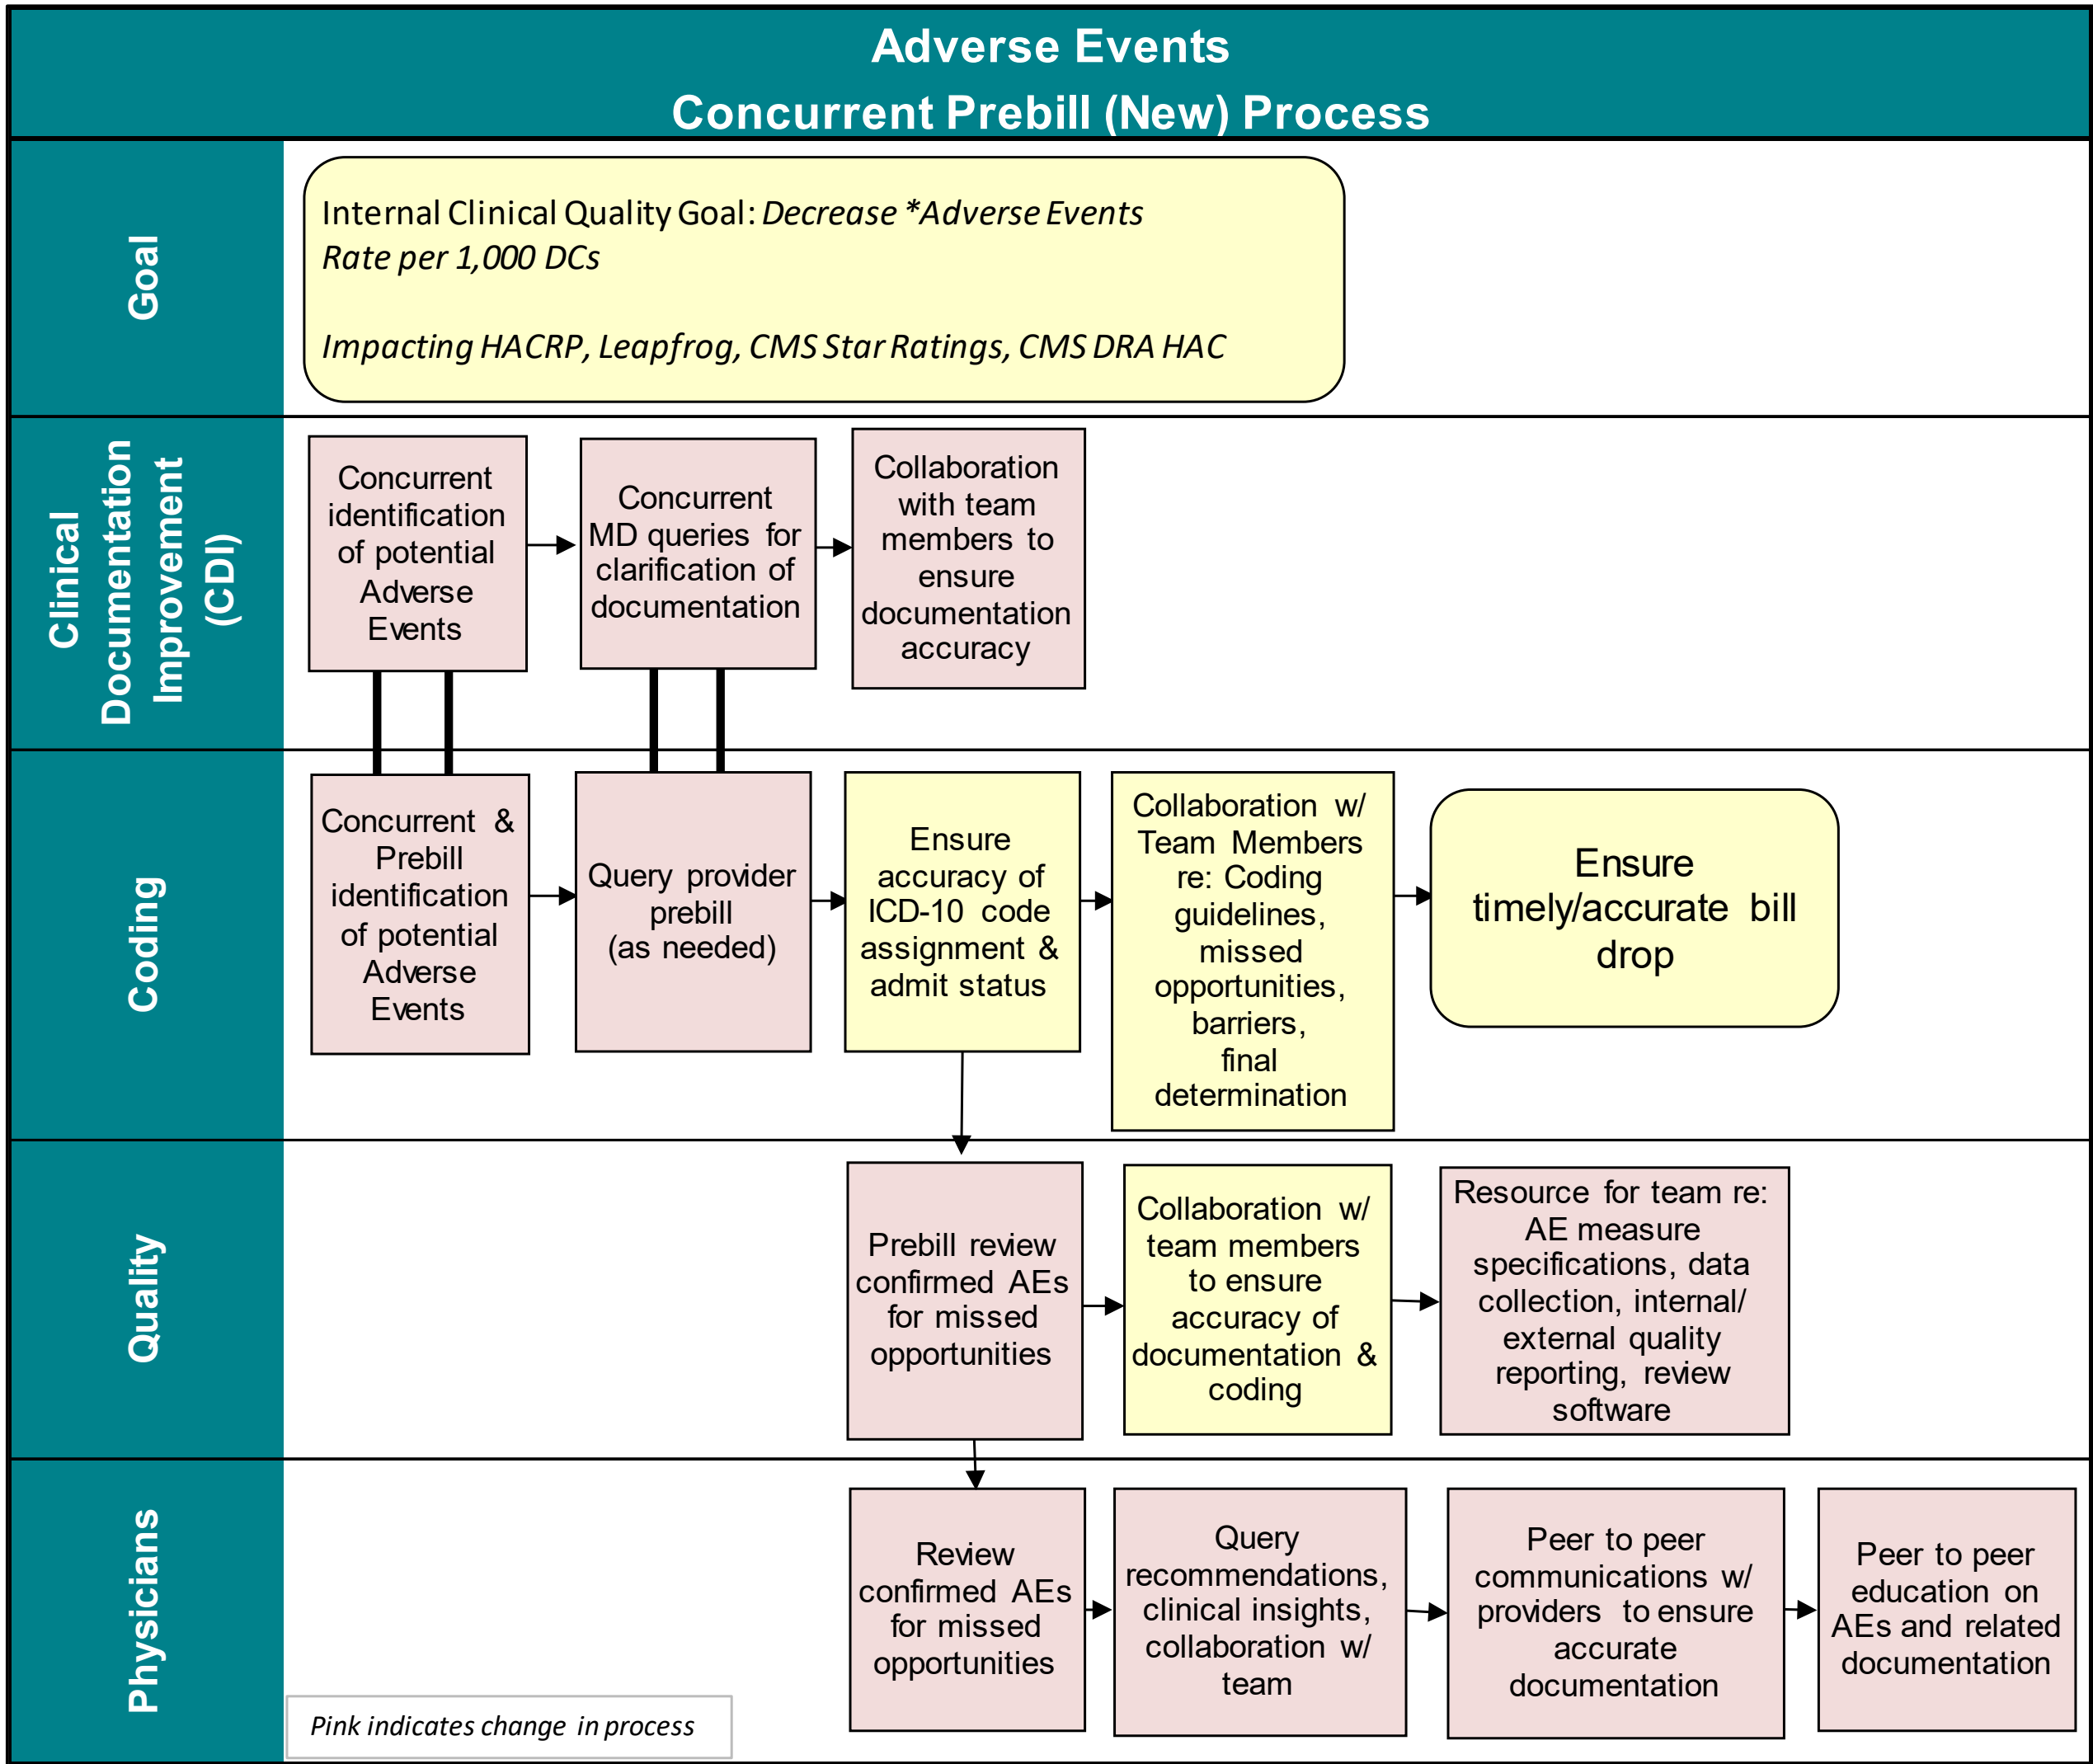 Adverse Events
Concurrent Prebill (New) Process
Goal
Internal Clinical Quality Goal: Decrease *Adverse Events
Rate per 1,000 DCs
Impacting HACRP, Leapfrog, CMS Star Ratings, CMS DRA HAC
Clinical
Documentation
Improvement
(CDI)
Concurrent
identification
of potential
Adverse
Events
Concurrent
MD queries for
clarification of
documentation
Collaboration
with team
members to
ensure
documentation
accuracy
Coding
Concurrent &
Prebill
identification
of potential
Adverse
Events
Query provider
prebill
(as needed)
Ensure
accuracy of
ICD-10 code
assignment &
admit status
Collaboration w/
Team Members
re: Coding
guidelines,
missed
opportunities,
barriers,
final
determination
Ensure
timely/accurate bill
drop
Quality
Prebill review
confirmed AEs
for missed
opportunities
Collaboration w/
team members
to ensure
accuracy of
documentation &
coding
Resource for team re:
AE measure
specifications, data
collection, internal/
external quality
reporting, review
software
Physicians
Review
confirmed AEs
for missed
opportunities
Query
recommendations,
clinical insights,
collaboration w/
team
Peer to peer
communications w/
providers to ensure
accurate
documentation
Peer to peer
education on
AEs and related
documentation
Pink indicates change in process